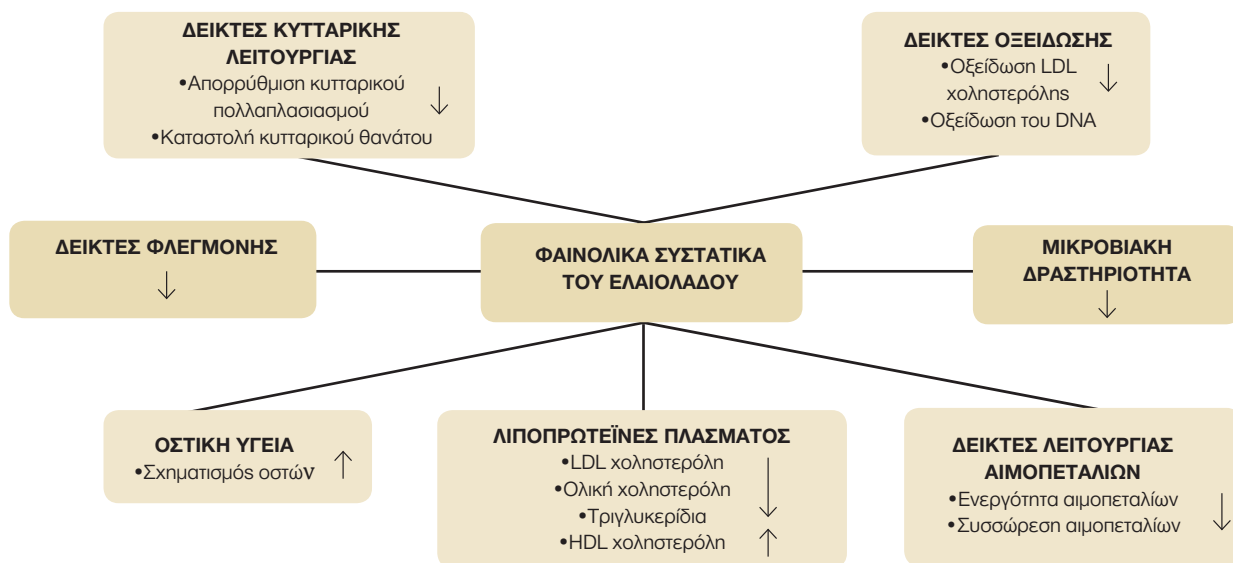 ΔΕΙΚΤΕΣ ΚΥΤΤΑΡΙΚΗΣ
ΛΕΙΤΟΥΡΓΙΑΣ
•Απορρύθμιση κυτταρικού
πολλαπλασιασμού ↓
•Καταστολή κυτταρικού θανάτου
ΔΕΙΚΤΕΣ ΟΞΕΙΔΩΣΗΣ
•Οξείδωση LDL
χοληστερόλης ↓
•Οξείδωση του DNA
ΔΕΙΚΤΕΣ ΦΛΕΓΜΟΝΗΣ
↓
ΦΑΙΝΟΛΙΚΑ ΣΥΣΤΑΤΙΚΑ
ΤΟΥ ΕΛΑΙΟΛΑΔΟΥ
ΜΙΚΡΟΒΙΑΚΗ
ΔΡΑΣΤΗΡΙΟΤΗΤΑ
↓
ΟΣΤΙΚΗ ΥΓΕΙΑ
•Σχηματισμός οστών ↑
ΛΙΠΟΠΡΩΤΕΪΝΕΣ ΠΛΑΣΜΑΤΟΣ
•LDL χοληστερόλη
•Ολική χοληστερόλη ↓
•Τριγλυκερίδια
•HDL χοληστερόλη ↑
ΔΕΙΚΤΕΣ ΛΕΙΤΟΥΡΓΙΑΣ
ΑΙΜΟΠΕΤΑΛΙΩΝ
•Ενεργότητα αιμοπεταλίων
•Συσσώρεση αιμοπεταλίων ↓